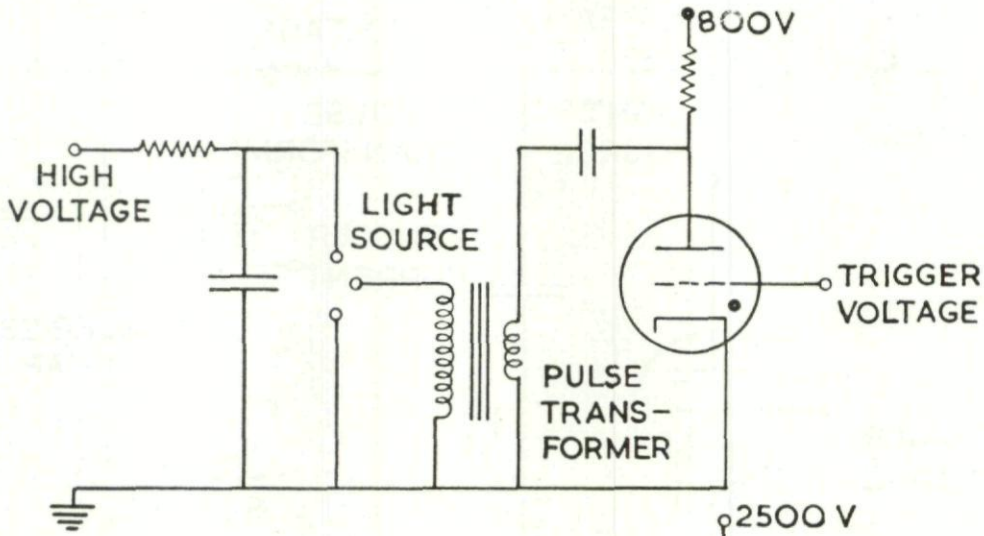 800V
HIGH
VOLTAGE
LIGHT
SOURCE
TRIGGER
VOLTAGE
PULSE
TRANS-
FORMER
2500 V